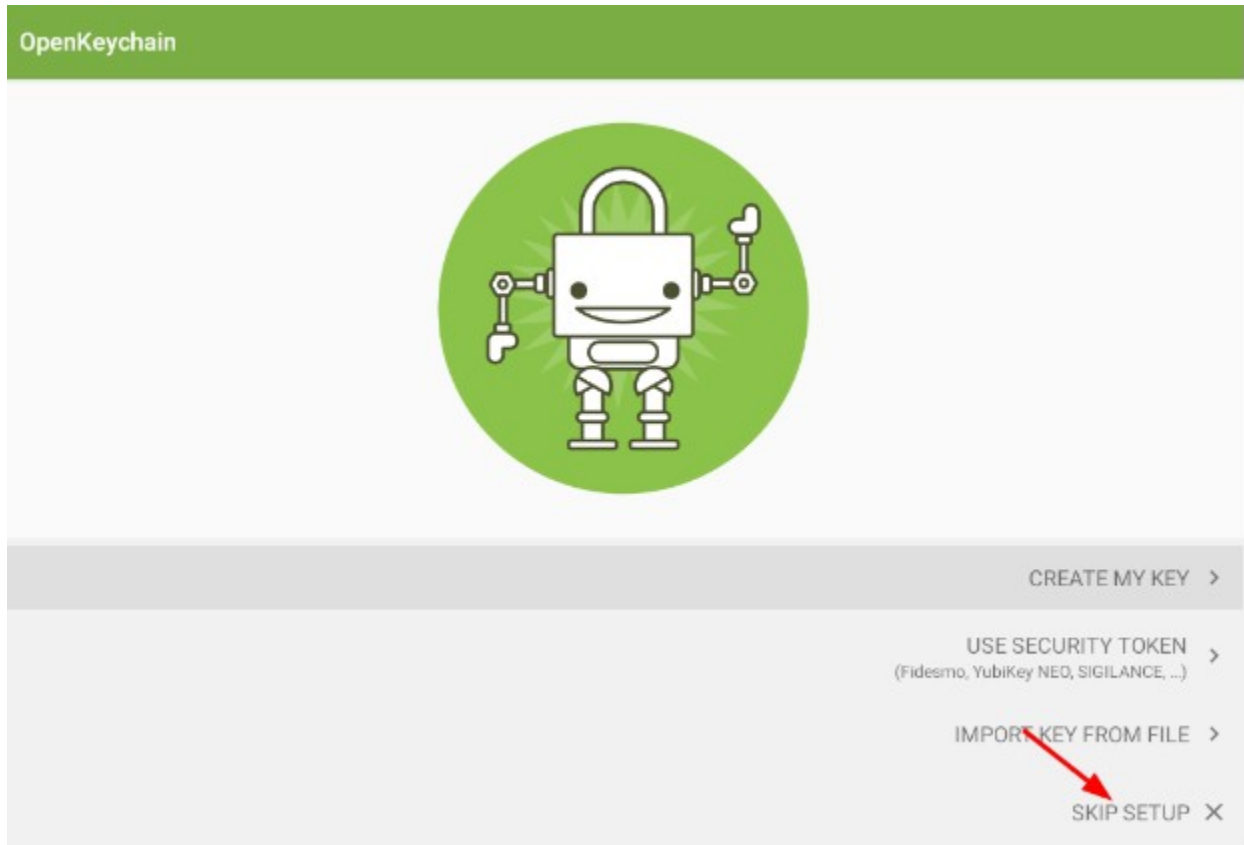 OpenKeychain
CREATE MY KEY
USE SECURITY TOKEN
(Fidesmo, YubiKey NEO, SIGILANCE, ...)
IMPORT KEY FROM FILE
SKIP SETUP